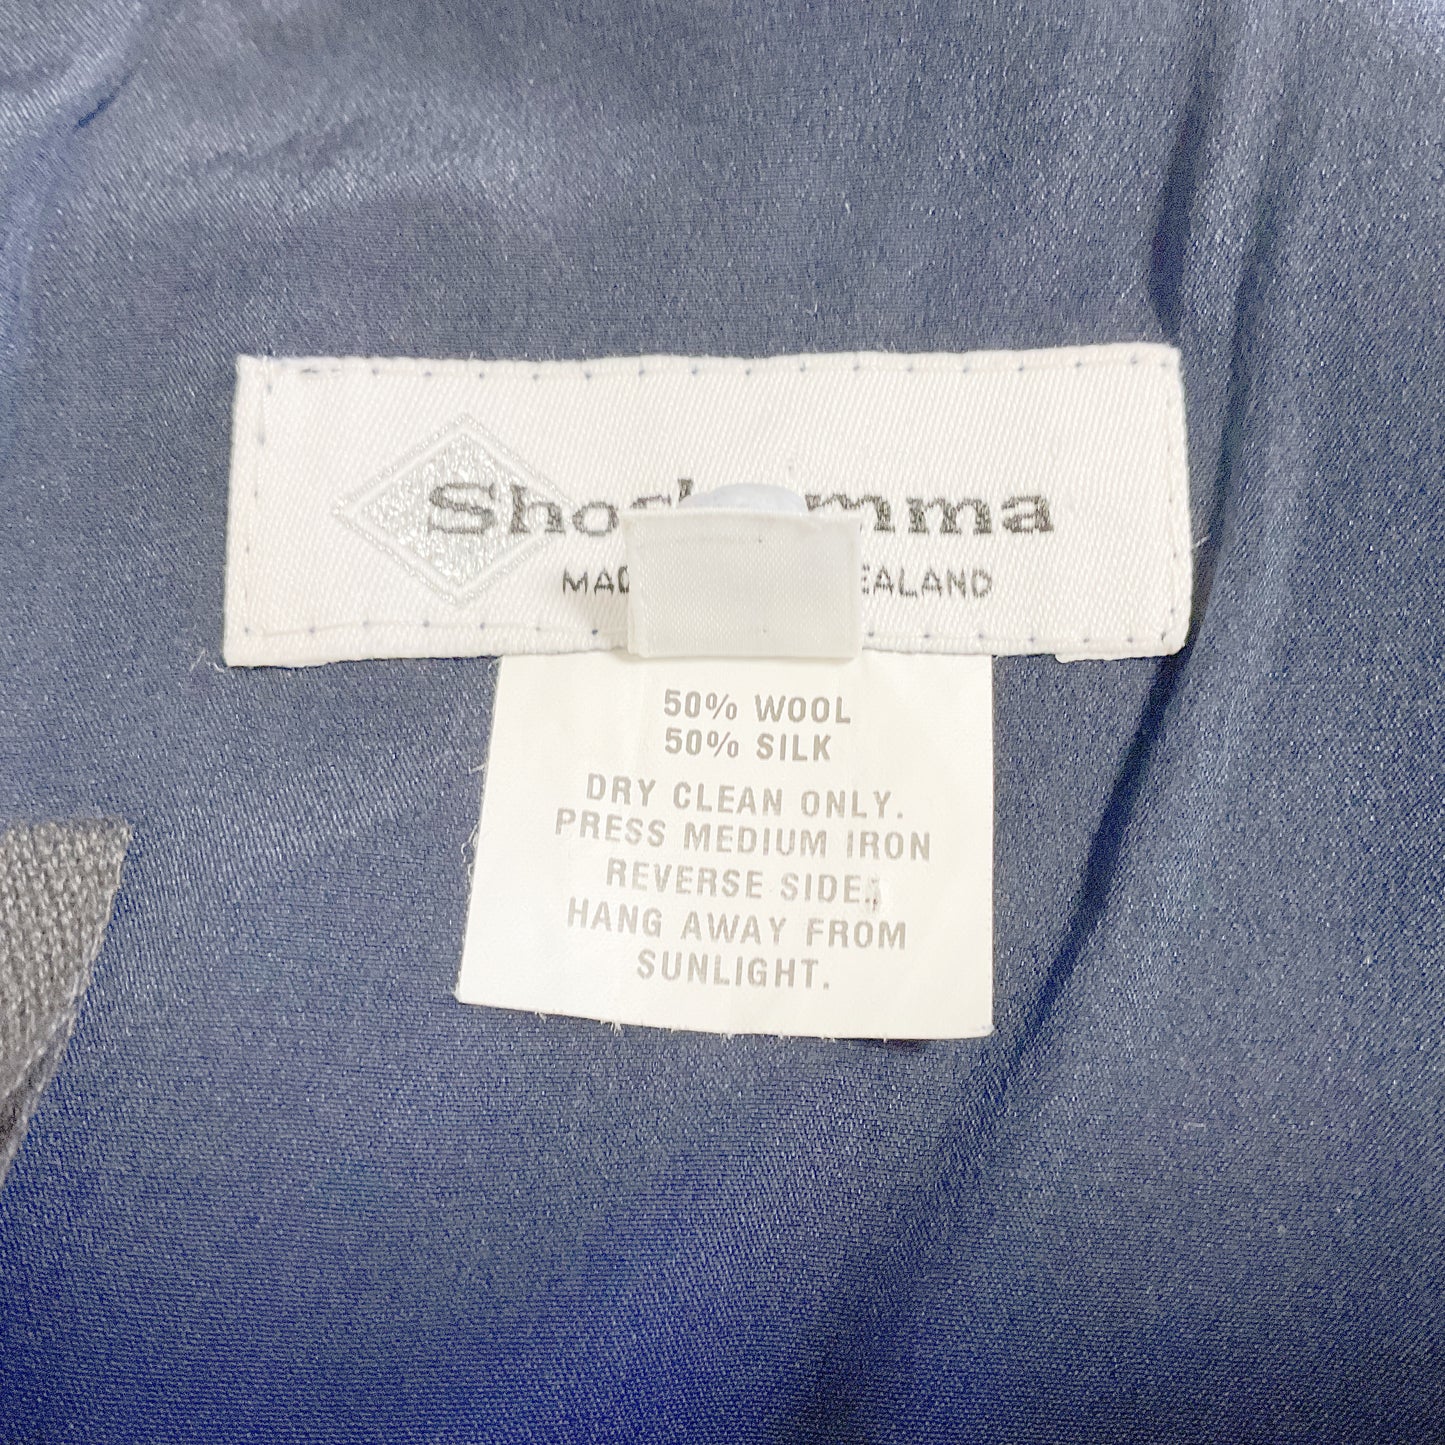 50% WOOL
50% SILK
DRY CLEAN ONLY.
PRESS MEDIUM IRON
REVERSE SIDE.
HANG AWAY FROM
SUNLIGHT.